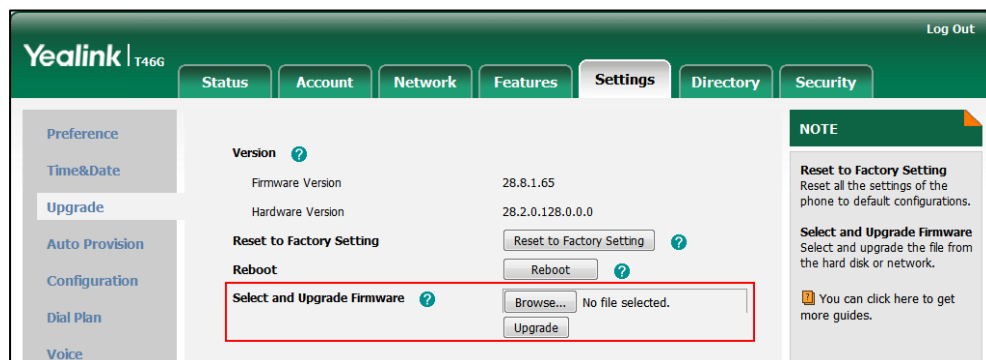 Log Out
Yealink T46G
Status Account Network Features Settings Directory Security
Preference
Time&Date
Upgrade
Auto Provision
Configuration
Dial Plan
Voice
Version ?
Firmware Version 28.8.1.65
Hardware Version 28.2.0.128.0.0.0
Reset to Factory Setting Reset to Factory Setting ?
Reboot Reboot ?
Select and Upgrade Firmware ? Browse... No file selected.
Upgrade
NOTE
Reset to Factory Setting
Reset all the settings of the
phone to default configurations.
Select and Upgrade Firmware
Select and upgrade the file from
the hard disk or network.
? You can click here to get
more guides.